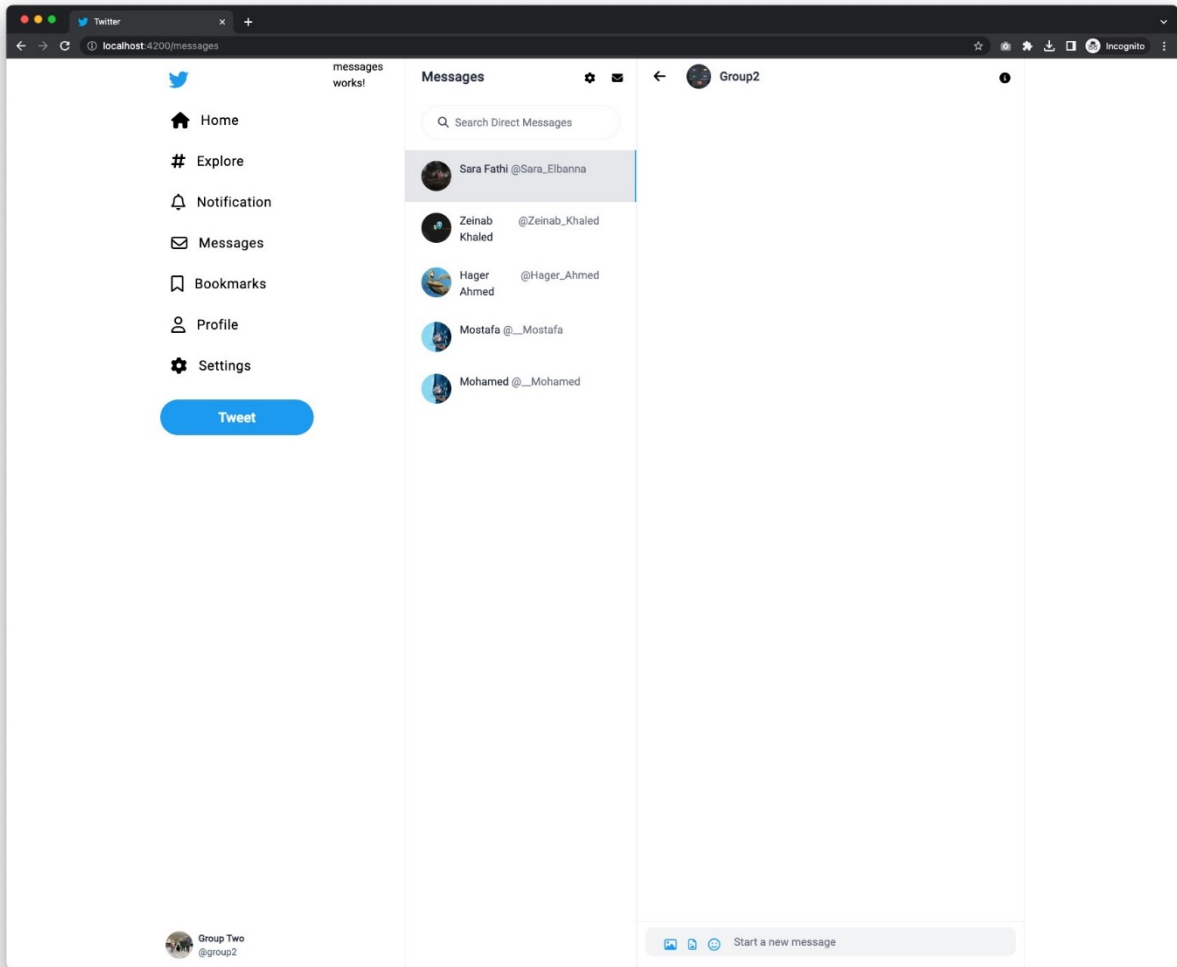 Twitter
localhost:4200/messages
Incognito
messages
works!
Home
Explore
Notification
Messages
Bookmarks
Profile
Settings
Tweet
Group Two
@group2
Messages
Search Direct Messages
Sara Fathi @Sara_Elbanna
Zeinab @Zeinab_Khaled
Khaled
Hager @Hager_Ahmed
Ahmed
Mostafa @__Mostafa
Mohamed @__Mohamed
Group2
Start a new message